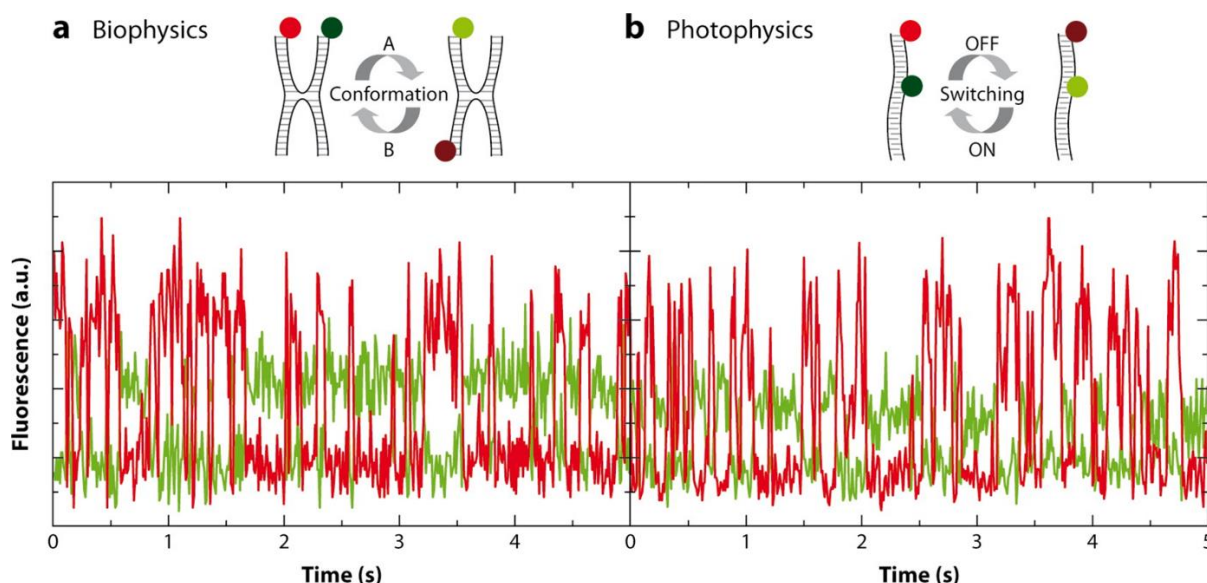 a Biophysics
A
Conformation
B
b Photophysics
OFF
Switching
ON
Fluorescence (a.u.)
0 1 2 3 4 0 1 2 3 4 5
Time (s) Time (s)